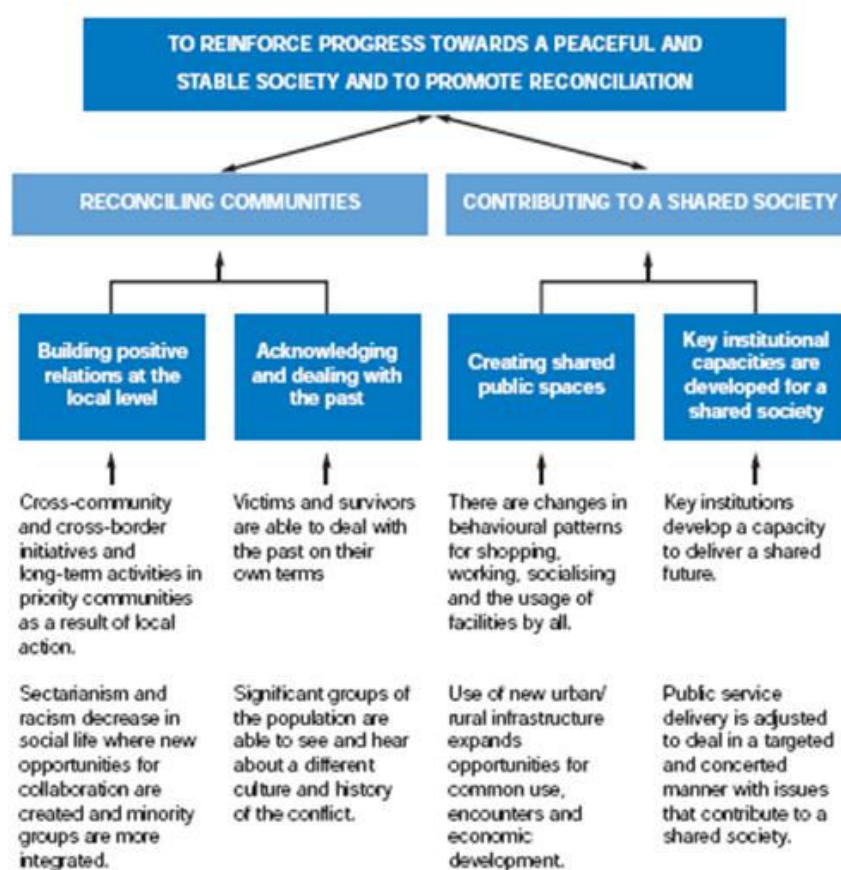 TO REINFORCE PROGRESS TOWARDS A PEACEFUL AND
STABLE SOCIETY AND TO PROMOTE RECONCILIATION
RECONCILING COMMUNITIES
CONTRIBUTING TO A SHARED SOCIETY
Building positive
relations at the
local level
Acknowledging
and dealing with
the past
Creating shared
public spaces
Key institutional
capacities are
developed for a
shared society
Cross-community
and cross-border
initiatives and
long-term activities in
priority communities
as a result of local
action.
Victims and survivors
are able to deal with
the past on their
own terms
There are changes in
behavioural patterns
for shopping,
working, socialising
and the usage of
facilities by all.
Key institutions
develop a capacity
to deliver a shared
future.
Sectarianism and
racism decrease in
social life where new
opportunities for
collaboration are
created and minority
groups are more
integrated.
Significant groups of
the population are
able to see and hear
about a different
culture and history
of the conflict.
Use of new urban/
rural infrastructure
expands
opportunities for
common use,
encounters and
economic
development.
Public service
delivery is adjusted
to deal in a targeted
and concerted
manner with issues
that contribute to a
shared society.